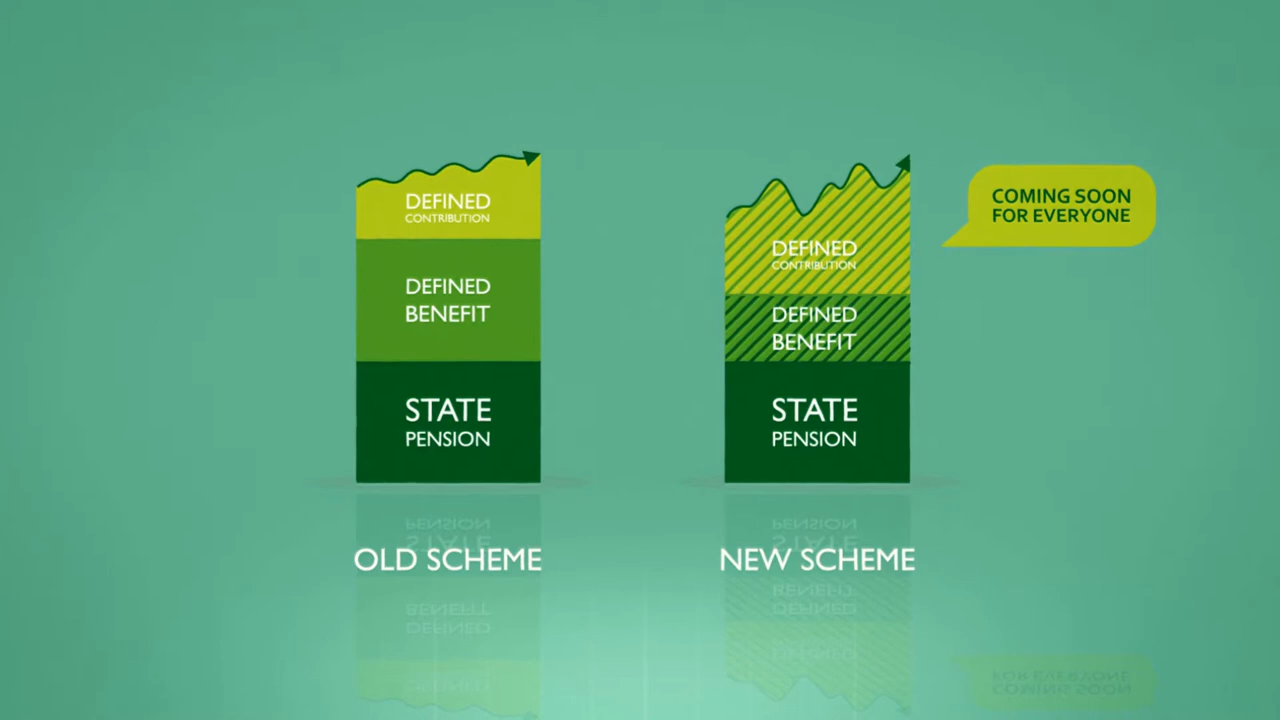 DEFINED
CONTRIBUTION
DEFINED
BENEFIT
STATE
PENSION
OLD SCHEME
DEFINED
CONTRIBUTION
DEFINED
BENEFIT
STATE
PENSION
NEW SCHEME
COMING SOON
FOR EVERYONE